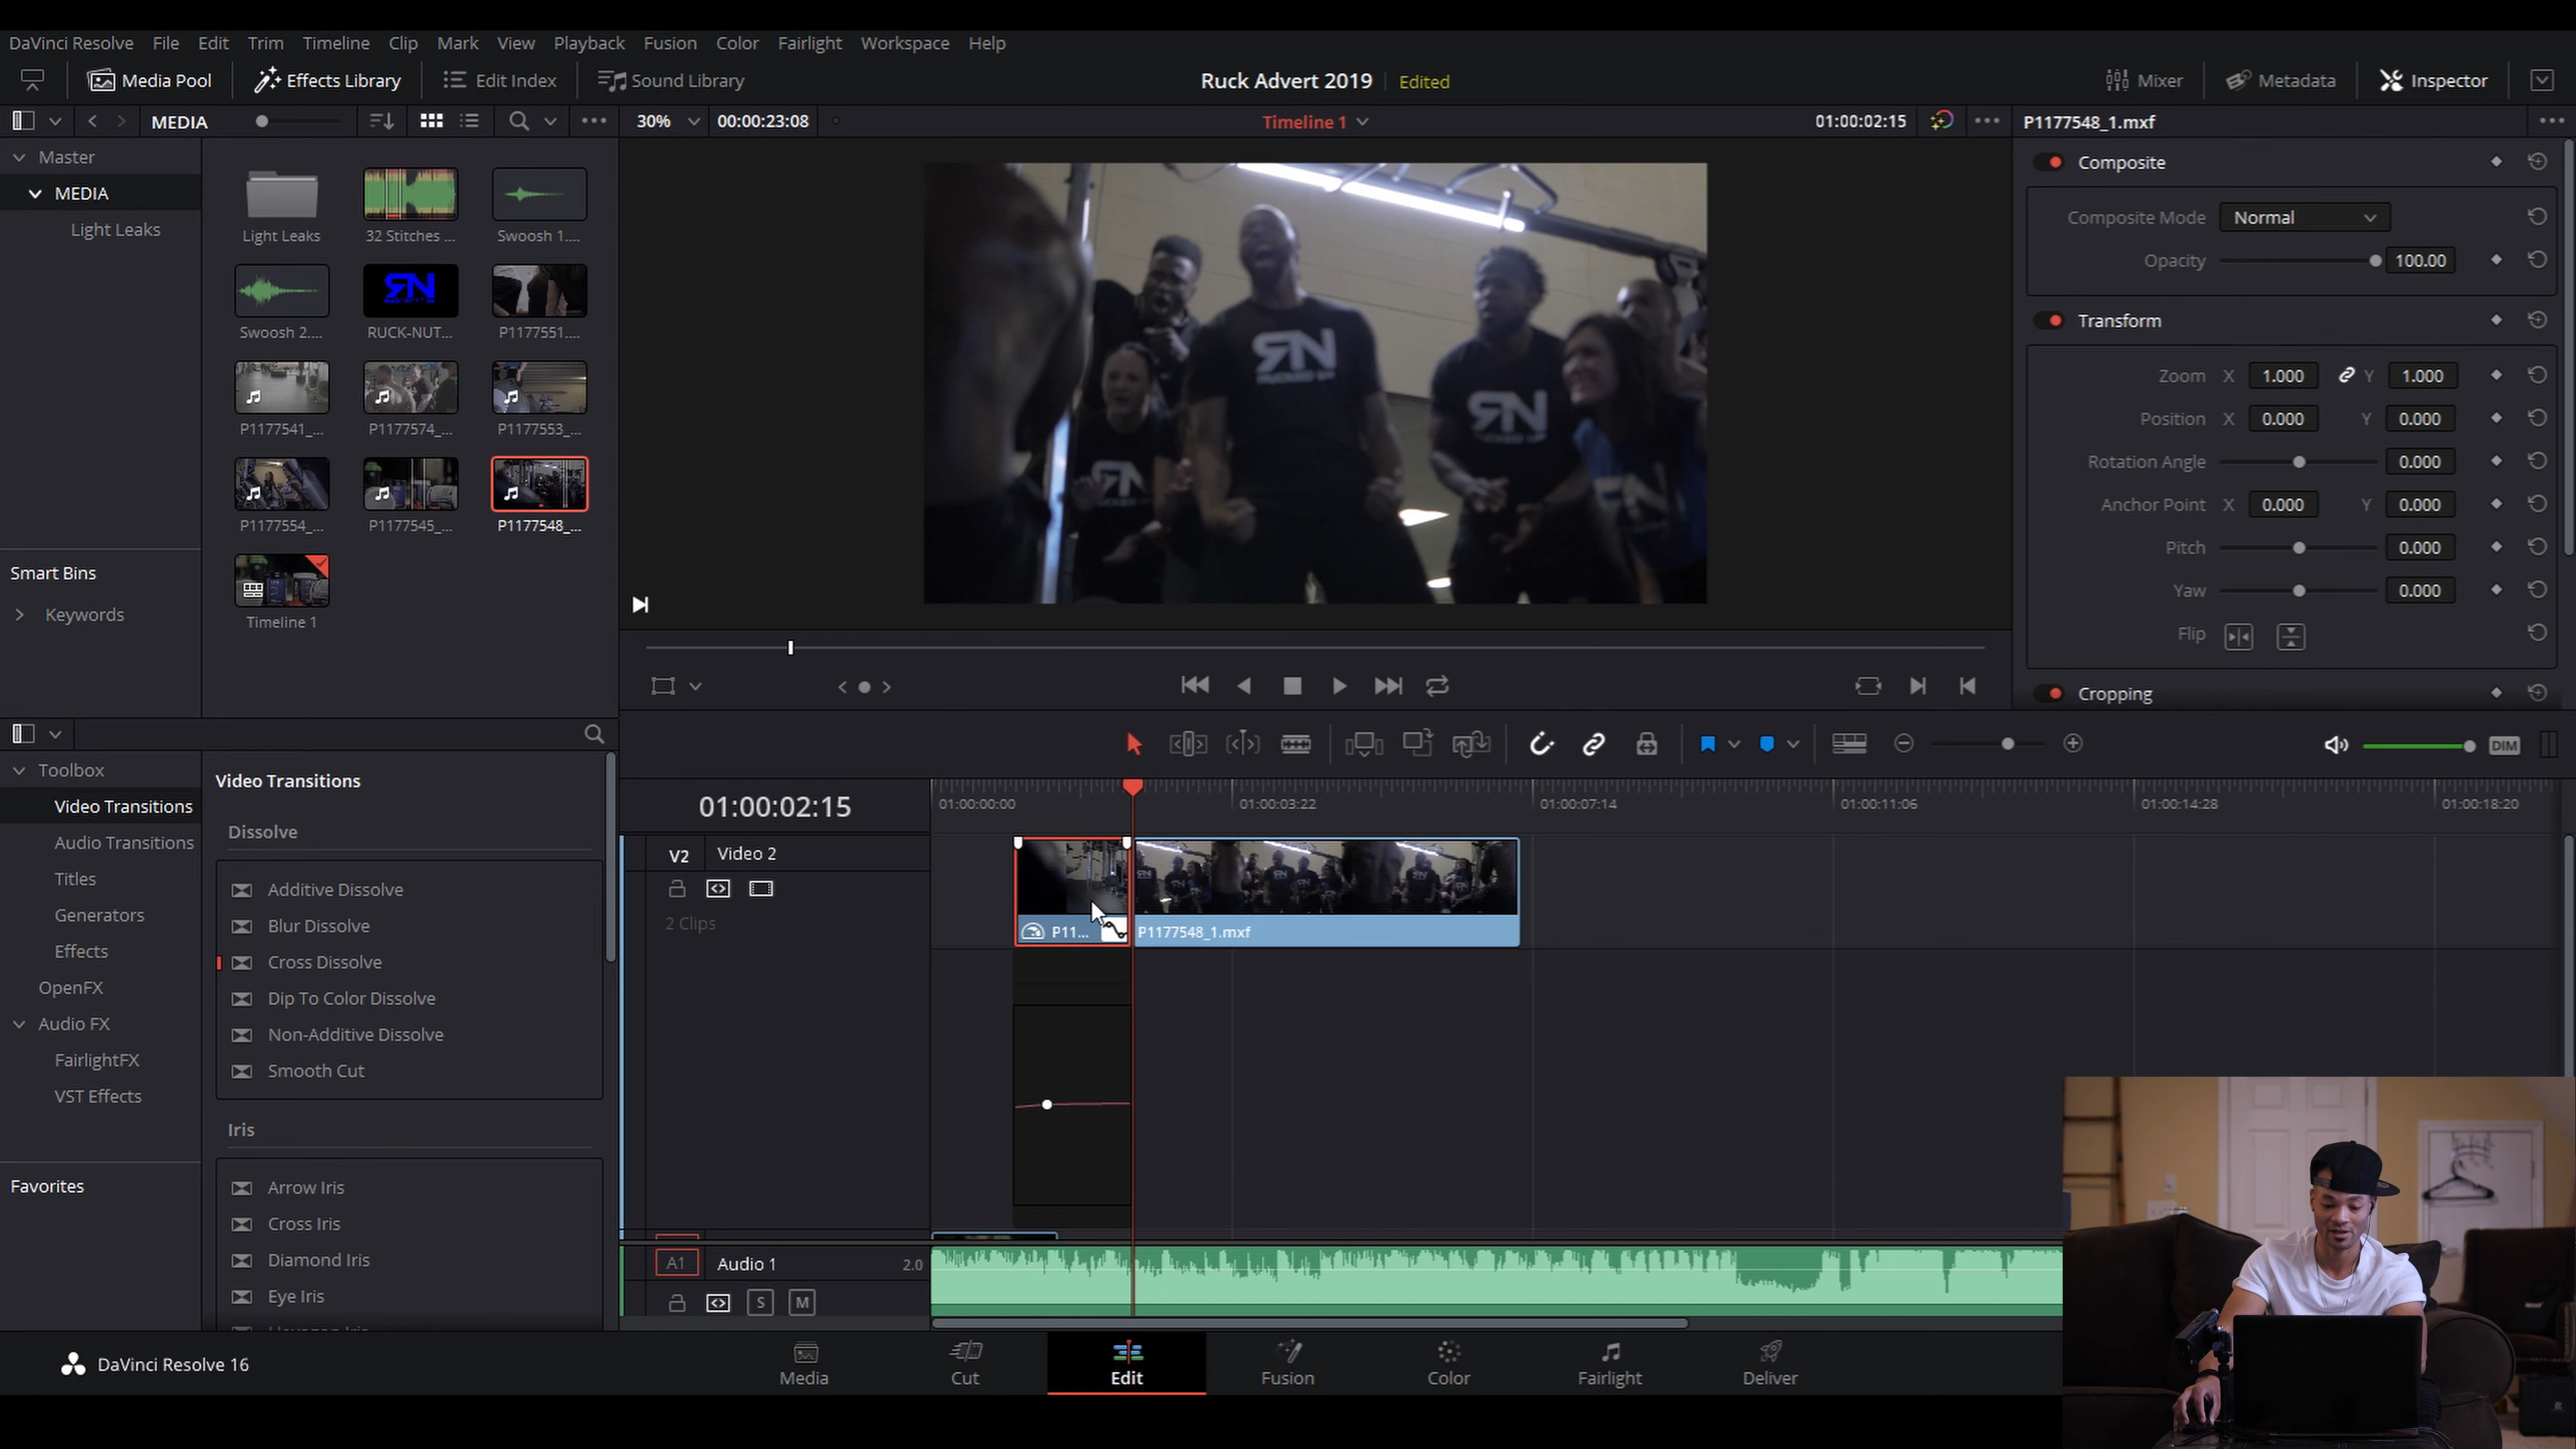 DaVinci Resolve File Edit Trim Timeline Clip Mark View Playback Fusion Color Fairlight Workspace Help
Media Pool Effects Library Edit Index Sound Library Ruck Advert 2019 Edited Mixer Metadata Inspector
MEDIA 30% 00:00:23:08 Timeline 1 01:00:02:15 P1177548_1.mxf
Master
MEDIA
Light Leaks
Smart Bins
Keywords
Light Leaks 32 Stitches ... Swoosh 1....
Swoosh 2.... RUCK-NUT... P1177551....
P1177541_... P1177574_... P1177553_...
P1177554_... P1177545_... P1177548_...
Timeline 1
Composite
Composite Mode Normal
Opacity 100.00
Transform
Zoom X 1.000 Y 1.000
Position X 0.000 Y 0.000
Rotation Angle 0.000
Anchor Point X 0.000 Y 0.000
Pitch 0.000
Yaw 0.000
Flip
Cropping
Toolbox
Video Transitions
Audio Transitions
Titles
Generators
Effects
OpenFX
Audio FX
FairlightFX
VST Effects
Favorites
Video Transitions
Dissolve
Additive Dissolve
Blur Dissolve
Cross Dissolve
Dip To Color Dissolve
Non-Additive Dissolve
Smooth Cut
Iris
Arrow Iris
Cross Iris
Diamond Iris
Eye Iris
DIM
01:00:02:15
01:00:00:00 01:00:03:22 01:00:07:14 01:00:11:06 01:00:14:28 01:00:18:20
V2 Video 2
2 Clips
P11... P1177548_1.mxf
A1 Audio 1 2.0
S M
DaVinci Resolve 16
Media Cut Edit Fusion Color Fairlight Deliver